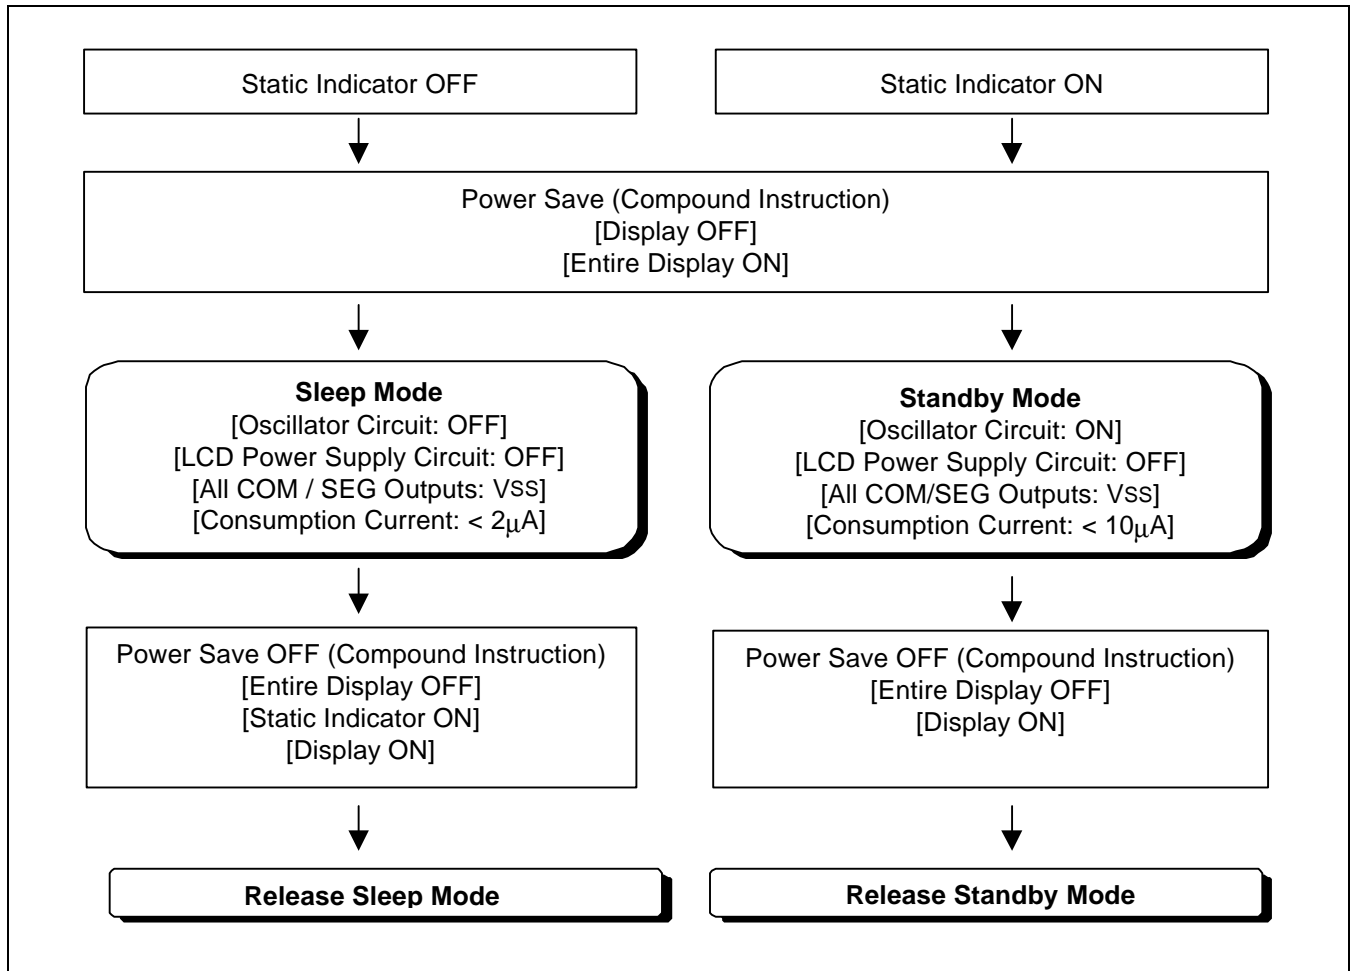 Static Indicator OFF
Static Indicator ON
Power Save (Compound Instruction)
[Display OFF]
[Entire Display ON]
Sleep Mode
[Oscillator Circuit: OFF]
[LCD Power Supply Circuit: OFF]
[All COM / SEG Outputs: VSS]
[Consumption Current: < 2μA]
Standby Mode
[Oscillator Circuit: ON]
[LCD Power Supply Circuit: OFF]
[All COM/SEG Outputs: VSS]
[Consumption Current: < 10μA]
Power Save OFF (Compound Instruction)
[Entire Display OFF]
[Static Indicator ON]
[Display ON]
Power Save OFF (Compound Instruction)
[Entire Display OFF]
[Display ON]
Release Sleep Mode
Release Standby Mode